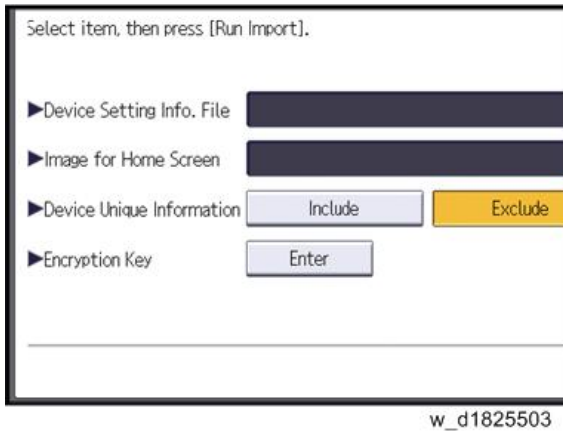 Select item, then press [Run Import].
►Device Setting Info. File
►Image for Home Screen
►Device Unique Information Include Exclude
►Encryption Key Enter
w_d1825503